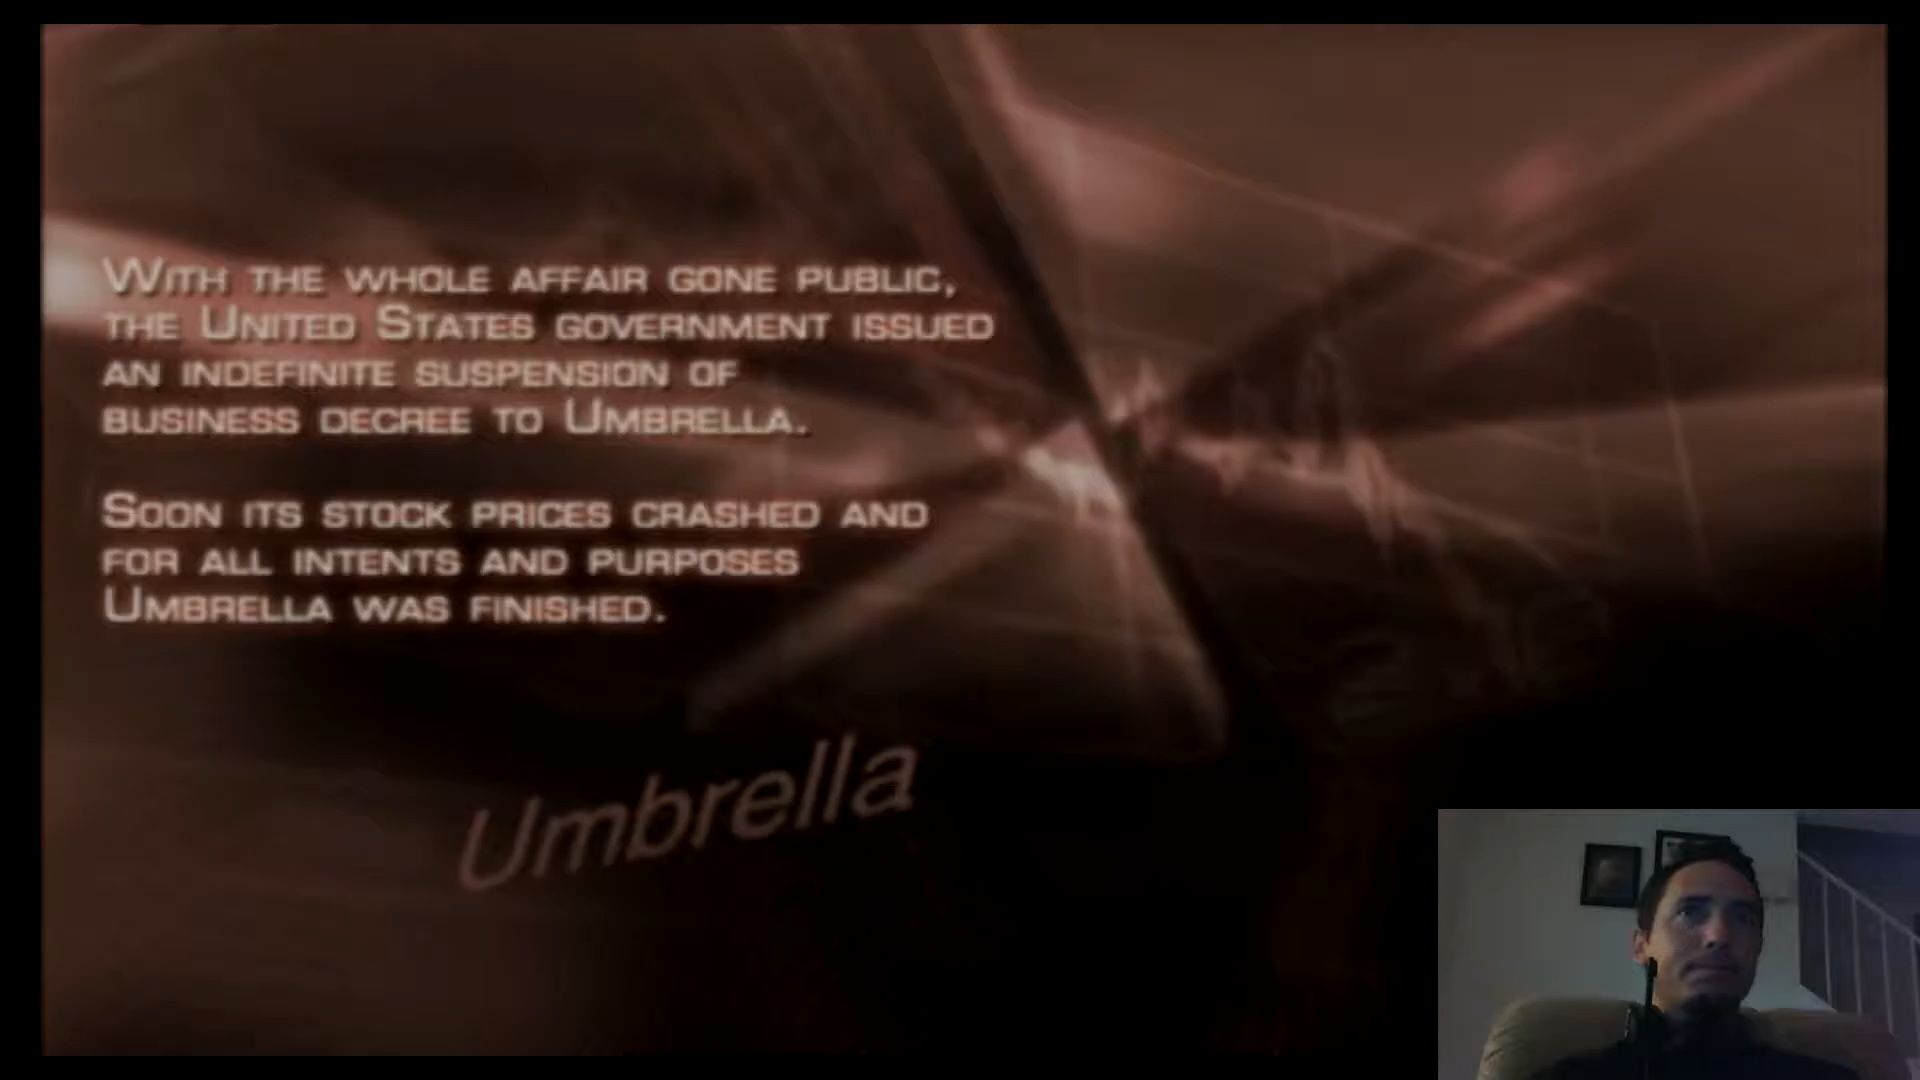 With the whole affair gone public,
the United States government issued
an indefinite suspension of
business decree to Umbrella.
Soon its stock prices crashed and
for all intents and purposes
Umbrella was finished.
Umbrella